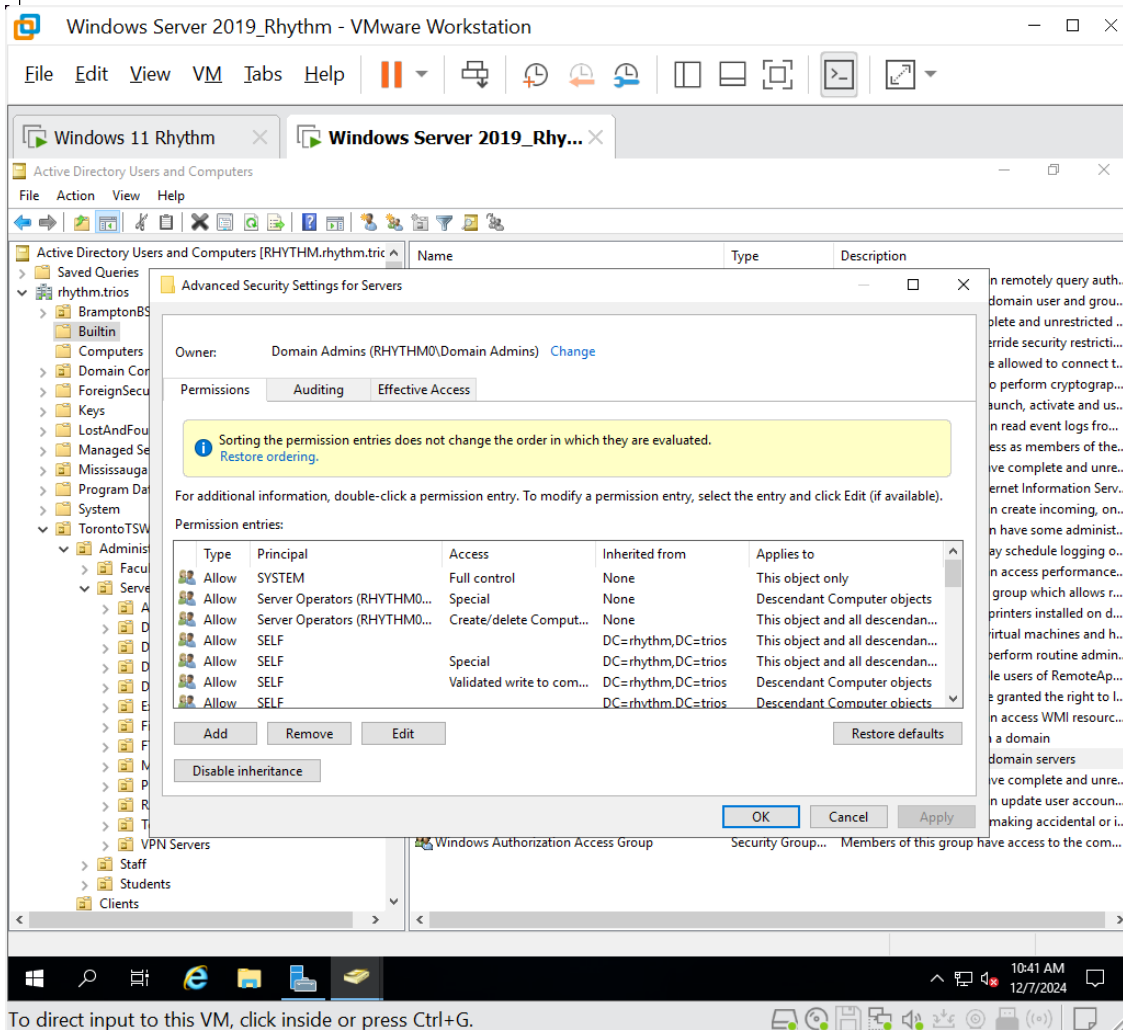 Windows Server 2019_Rhythm - VMware Workstation
File Edit View VM Tabs Help
Windows 11 Rhythm
Windows Server 2019_Rhy...
Active Directory Users and Computers
File Action View Help
Active Directory Users and Computers [RHYTHM.rhythm.tric
Name Type Description
Saved Queries
rhythm.trios
BramptonBS
Builtin
Computers
Domain Cor
ForeignSecu
Keys
LostAndFou
Managed Se
Mississauga
Program Dat
System
TorontoTSW
Administ
Facul
Serve
A
D
D
D
D
E
Fi
FT
M
P
R
T
VPN Servers
Staff
Students
Clients
Advanced Security Settings for Servers
Owner: Domain Admins (RHYTHM0\Domain Admins) Change
Permissions Auditing Effective Access
Sorting the permission entries does not change the order in which they are evaluated.
Restore ordering.
For additional information, double-click a permission entry. To modify a permission entry, select the entry and click Edit (if available).
Permission entries:
Type Principal Access Inherited from Applies to
Allow SYSTEM Full control None This object only
Allow Server Operators (RHYTHM0... Special None Descendant Computer objects
Allow Server Operators (RHYTHM0... Create/delete Comput... None This object and all descendan...
Allow SELF DC=rhythm,DC=trios This object and all descendan...
Allow SELF Special DC=rhythm,DC=trios This object and all descendan...
Allow SELF Validated write to com... DC=rhythm,DC=trios Descendant Computer objects
Allow SELF DC=rhythm,DC=trios Descendant Computer objects
Add Remove Edit Restore defaults
Disable inheritance
OK Cancel Apply
n remotely query auth..
domain user and grou...
plete and unrestricted ..
erride security restricti...
e allowed to connect t...
o perform cryptograp...
aunch, activate and us...
n read event logs fro...
ess as members of the..
ve complete and unre...
ernet Information Serv..
n create incoming, on...
n have some administ...
ay schedule logging o...
n access performance...
group which allows r...
printers installed on d...
irtual machines and h...
perform routine admin..
le users of RemoteAp...
e granted the right to l...
n access WMI resourc...
a domain
domain servers
ve complete and unre...
n update user accoun...
making accidental or i...
Windows Authorization Access Group Security Group... Members of this group have access to the com...
10:41 AM
12/7/2024
To direct input to this VM, click inside or press Ctrl+G.